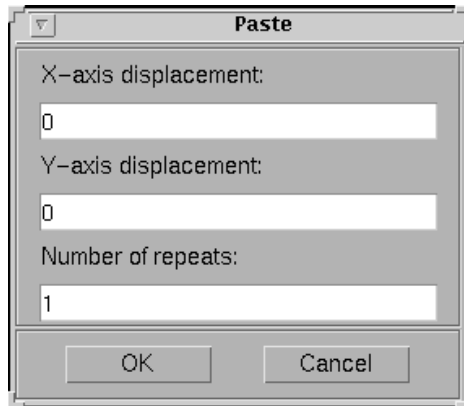 Paste
X-axis displacement:
0
Y-axis displacement:
0
Number of repeats:
1
OK Cancel